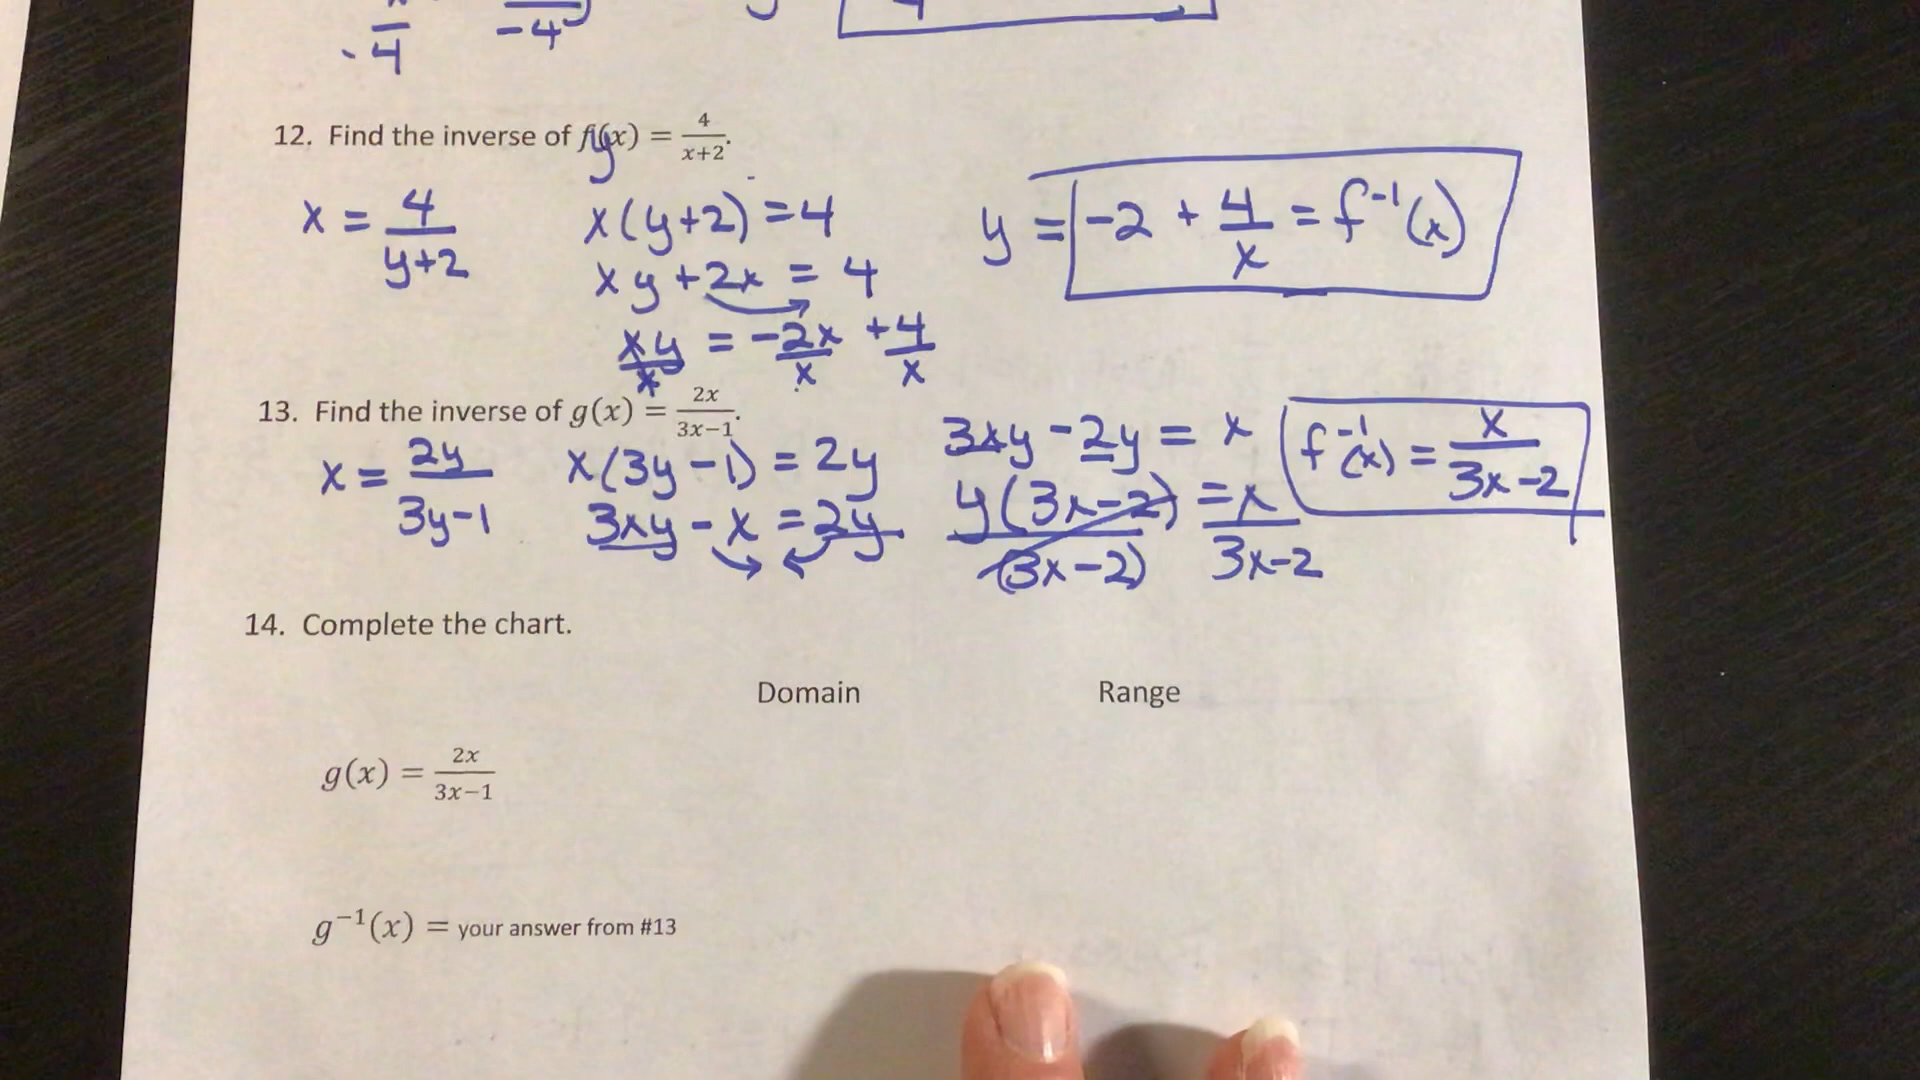 -4
-4
12. Find the inverse of f(x) = 4/(x+2).
y
x = 4/(y+2)
x(y+2) = 4
xy + 2x = 4
xy/x = -2x/x + 4/x
y = -2 + 4/x = f⁻¹(x)
13. Find the inverse of g(x) = 2x/(3x−1).
x = 2y/(3y-1)
x(3y-1) = 2y
3xy - x = 2y
3xy - 2y = x
y(3x-2)/(3x-2) = x/(3x-2)
f⁻¹(x) = x/(3x-2)
14. Complete the chart.
Domain Range
g(x) = 2x/(3x−1)
g⁻¹(x) = your answer from #13